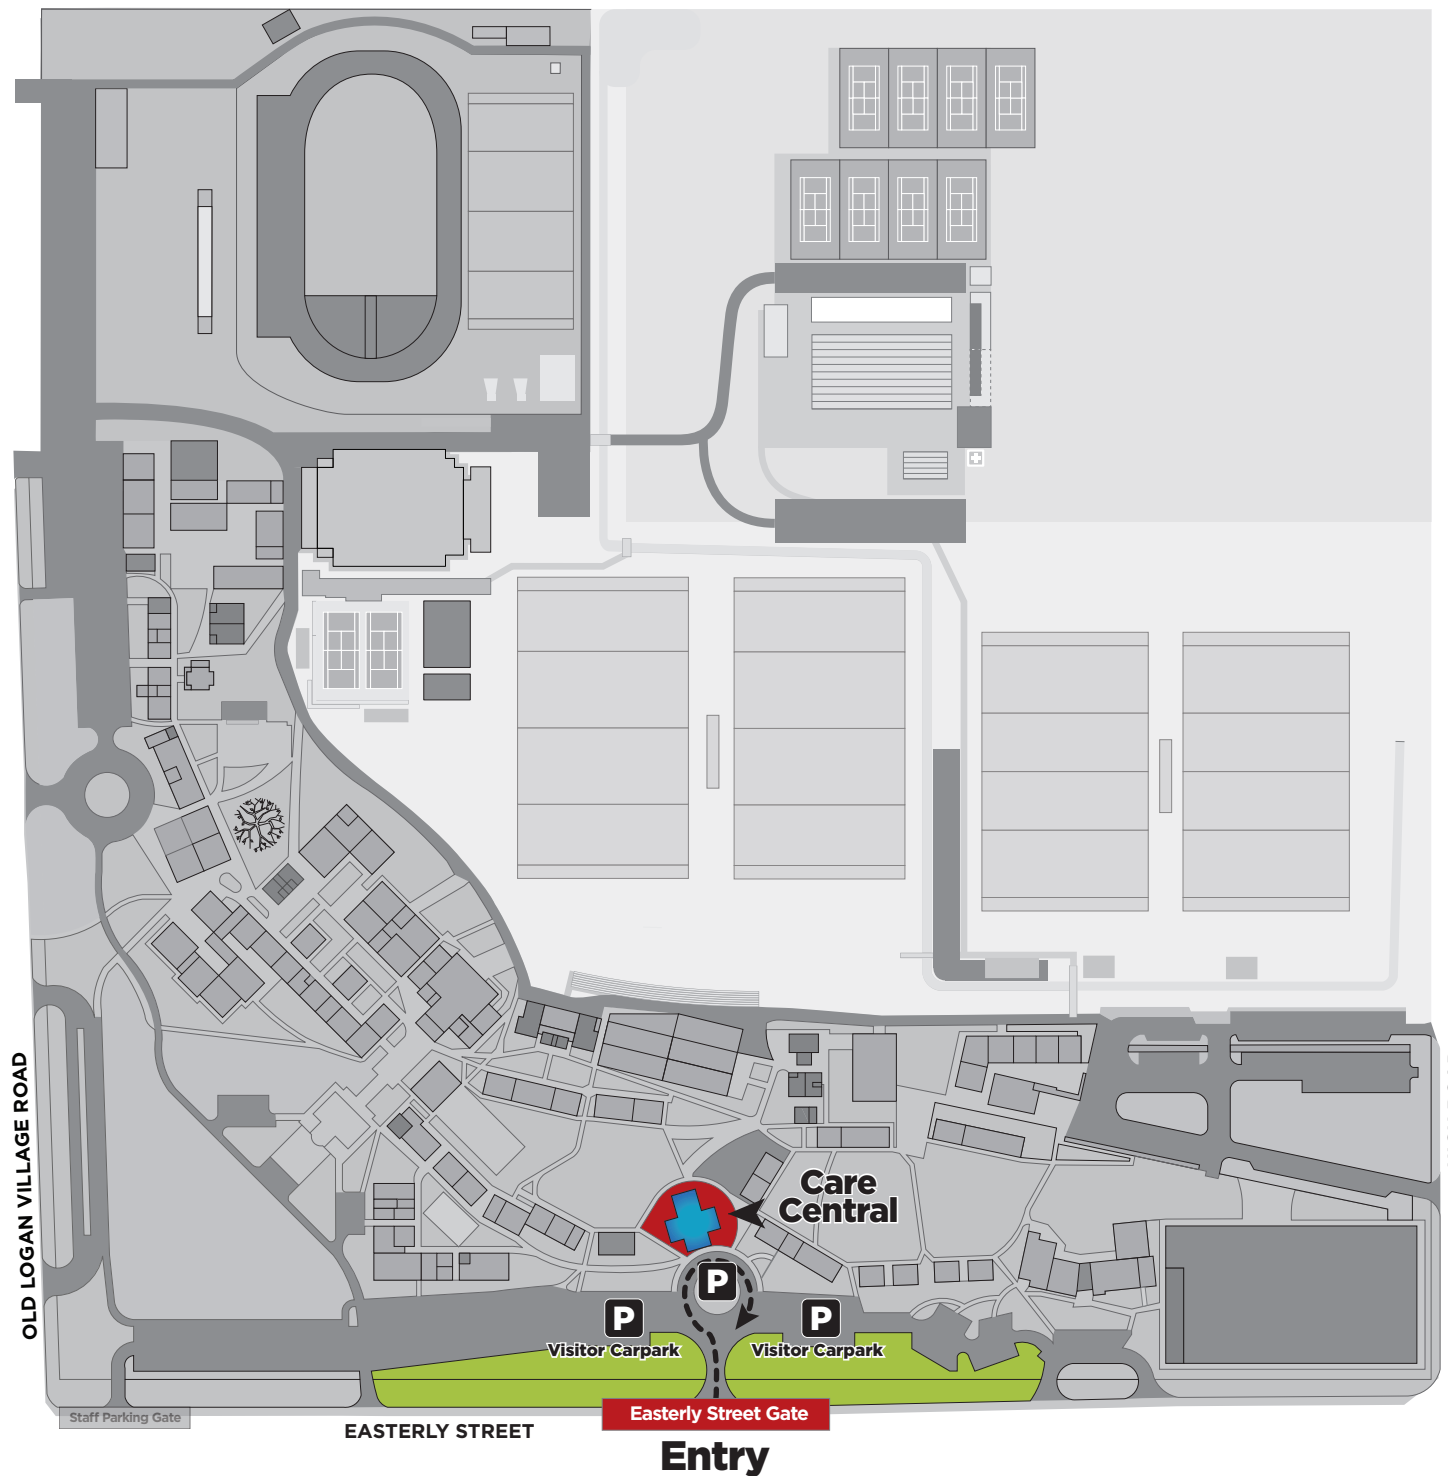 OLD LOGAN VILLAGE ROAD
Care
Central
P
P
P
Visitor Carpark
Visitor Carpark
Staff Parking Gate
EASTERLY STREET
Easterly Street Gate
Entry